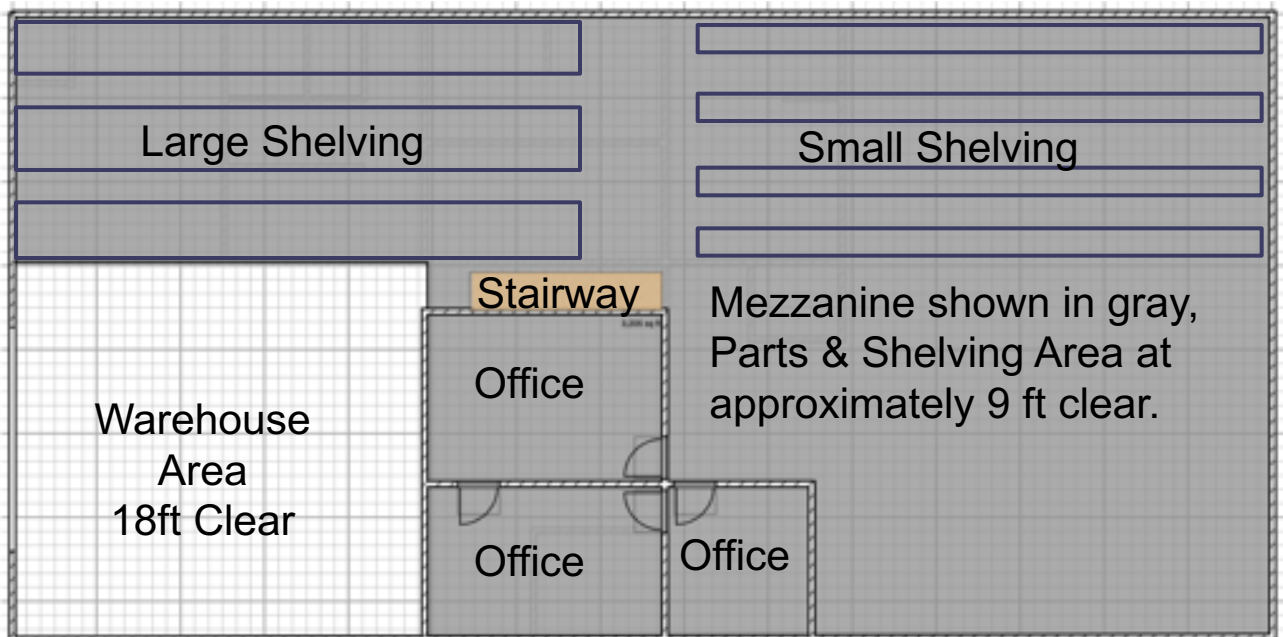 Large Shelving
Small Shelving
Stairway
Mezzanine shown in gray,
Parts & Shelving Area at
approximately 9 ft clear.
Office
Warehouse
Area
18ft Clear
Office
Office